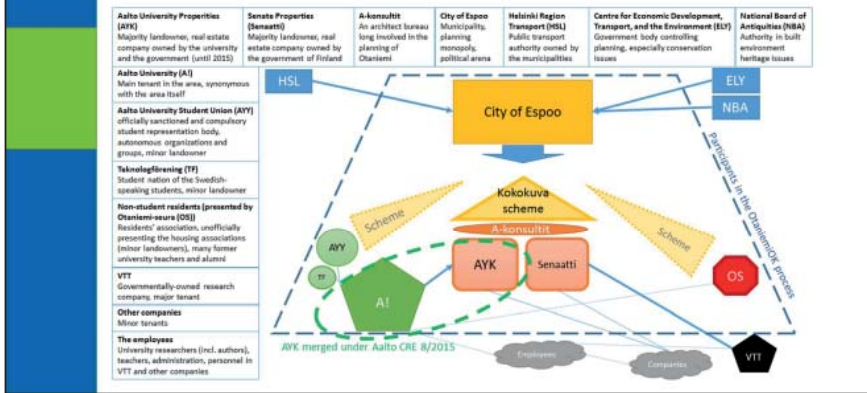 Aalto University Properities
(AYK)
Majority landowner, real estate
company owned by the university
and the government (until 2015)
Senate Properties
(Senaatti)
Majority landowner, real
estate company owned by
the government of Finland
A-konsultit
An architect bureau
long involved in the
planning of
Otaniemi
City of Espoo
Municipality,
planning
monopoly,
political arena
Helsinki Region
Transport (HSL)
Public transport
authority owned by
the municipalities
Centre for Economic Development,
Transport, and the Environment (ELY)
Government body controlling
planning, especially conservation
issues
National Board of
Antiquities (NBA)
Authority in built
environment
heritage issues
Aalto University (A!)
Main tenant in the area, synonymous
with the area itself
Aalto University Student Union (AYY)
officially sanctioned and compulsory
student representation body,
autonomous organizations and
groups, minor landowner
Teknologförening (TF)
Student nation of the Swedish-
speaking students, minor landowner
Non-student residents (presented by
Otaniemi-seura (OS))
Residents' association, unofficially
presenting the housing associations
(minor landowners), many former
university teachers and alumni
VTT
Governmentally-owned research
company, major tenant
Other companies
Minor tenants
The employees
University researchers (incl. authors),
teachers, administration, personnel in
VTT and other companies
HSL
ELY
NBA
City of Espoo
Participants in the OtaniemiOK process
Kokokuva
scheme
Scheme
Scheme
A-konsultit
AYY
TF
A!
AYK
Senaatti
OS
AYK merged under Aalto CRE 8/2015
Employees
Companies
VTT